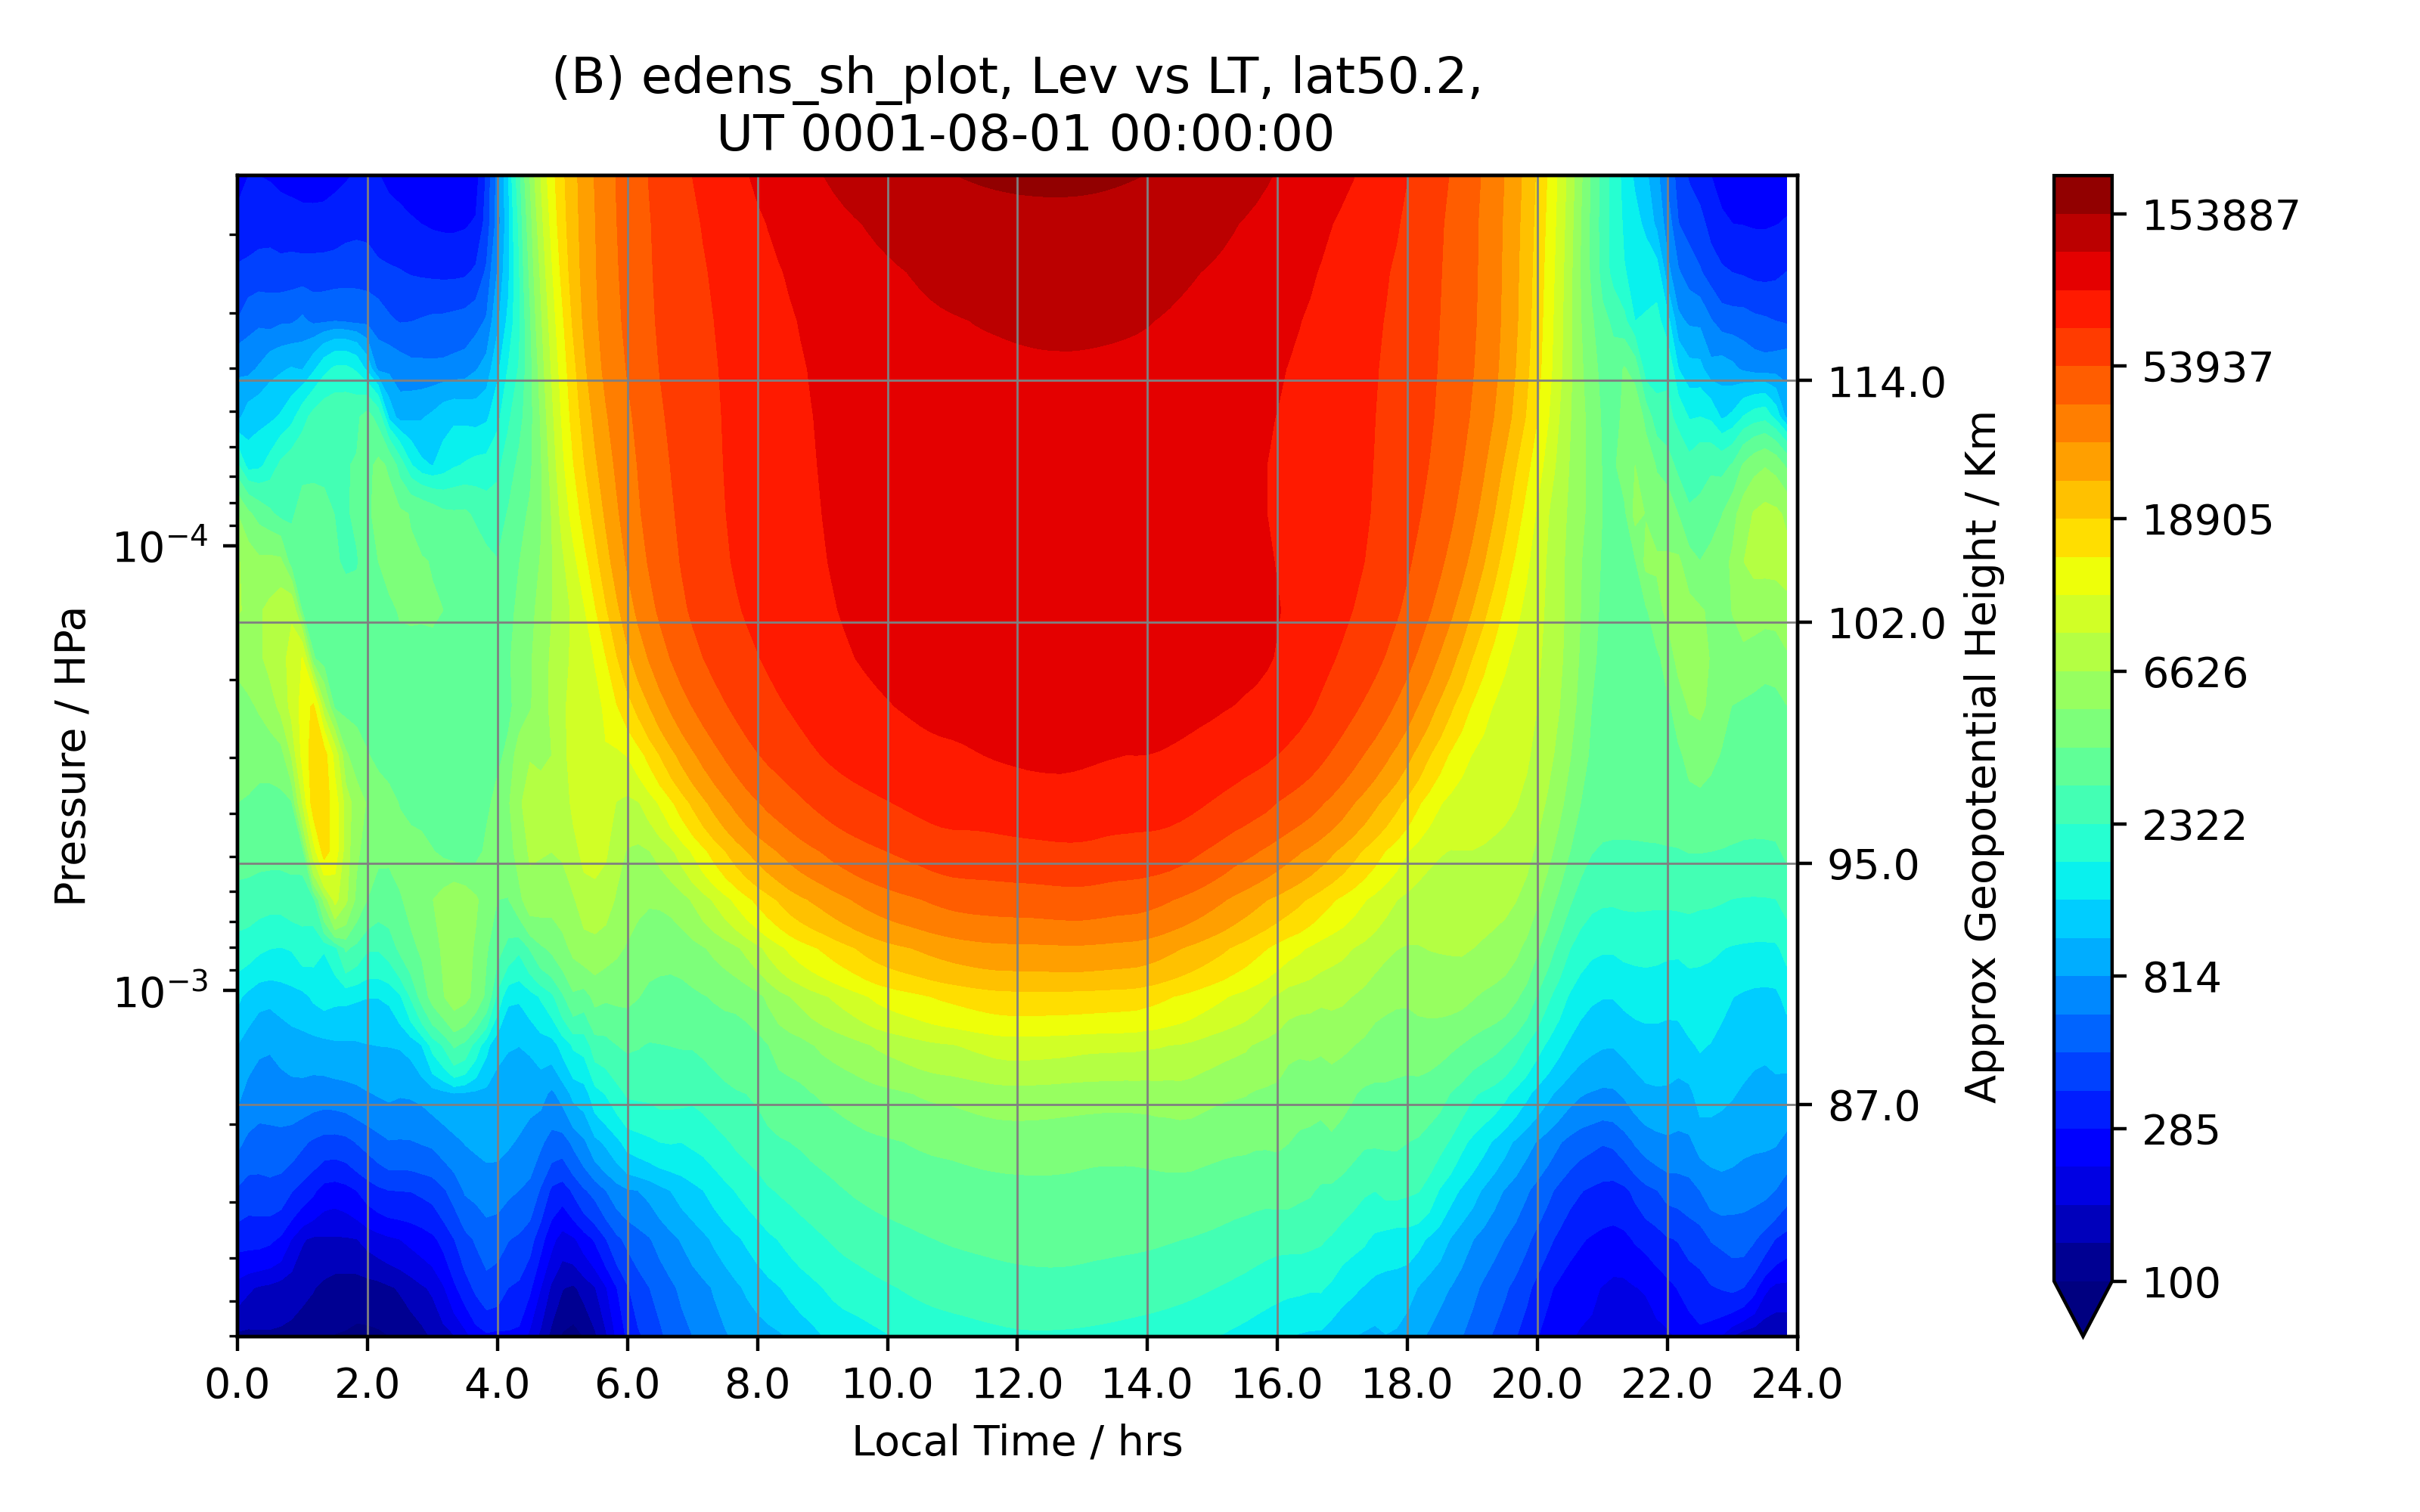 (B) edens_sh_plot, Lev vs LT, lat50.2,
UT 0001-08-01 00:00:00
Pressure / HPa
10⁻⁴
10⁻³
0.0 2.0 4.0 6.0 8.0 10.0 12.0 14.0 16.0 18.0 20.0 22.0 24.0
Local Time / hrs
114.0
102.0
95.0
87.0
Approx Geopotential Height / Km
153887
53937
18905
6626
2322
814
285
100